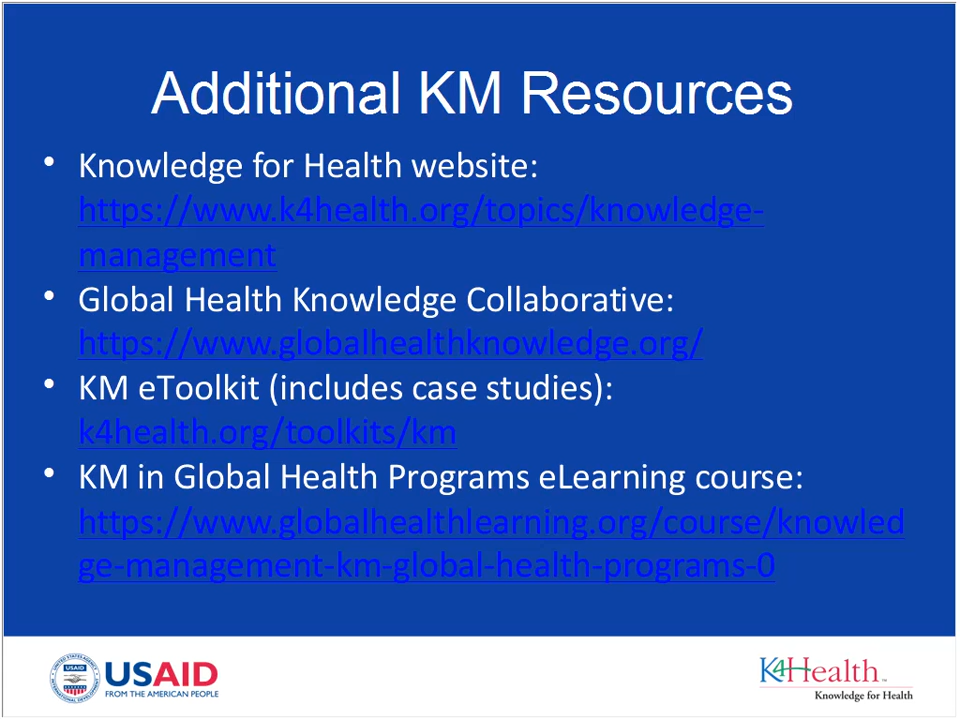 Additional KM Resources
• Knowledge for Health website:
https://www.k4health.org/topics/knowledge-
management
• Global Health Knowledge Collaborative:
https://www.globalhealthknowledge.org/
• KM eToolkit (includes case studies):
k4health.org/toolkits/km
• KM in Global Health Programs eLearning course:
https://www.globalhealthlearning.org/course/knowled
ge-management-km-global-health-programs-0
USAID
FROM THE AMERICAN PEOPLE
K4Health™
Knowledge for Health